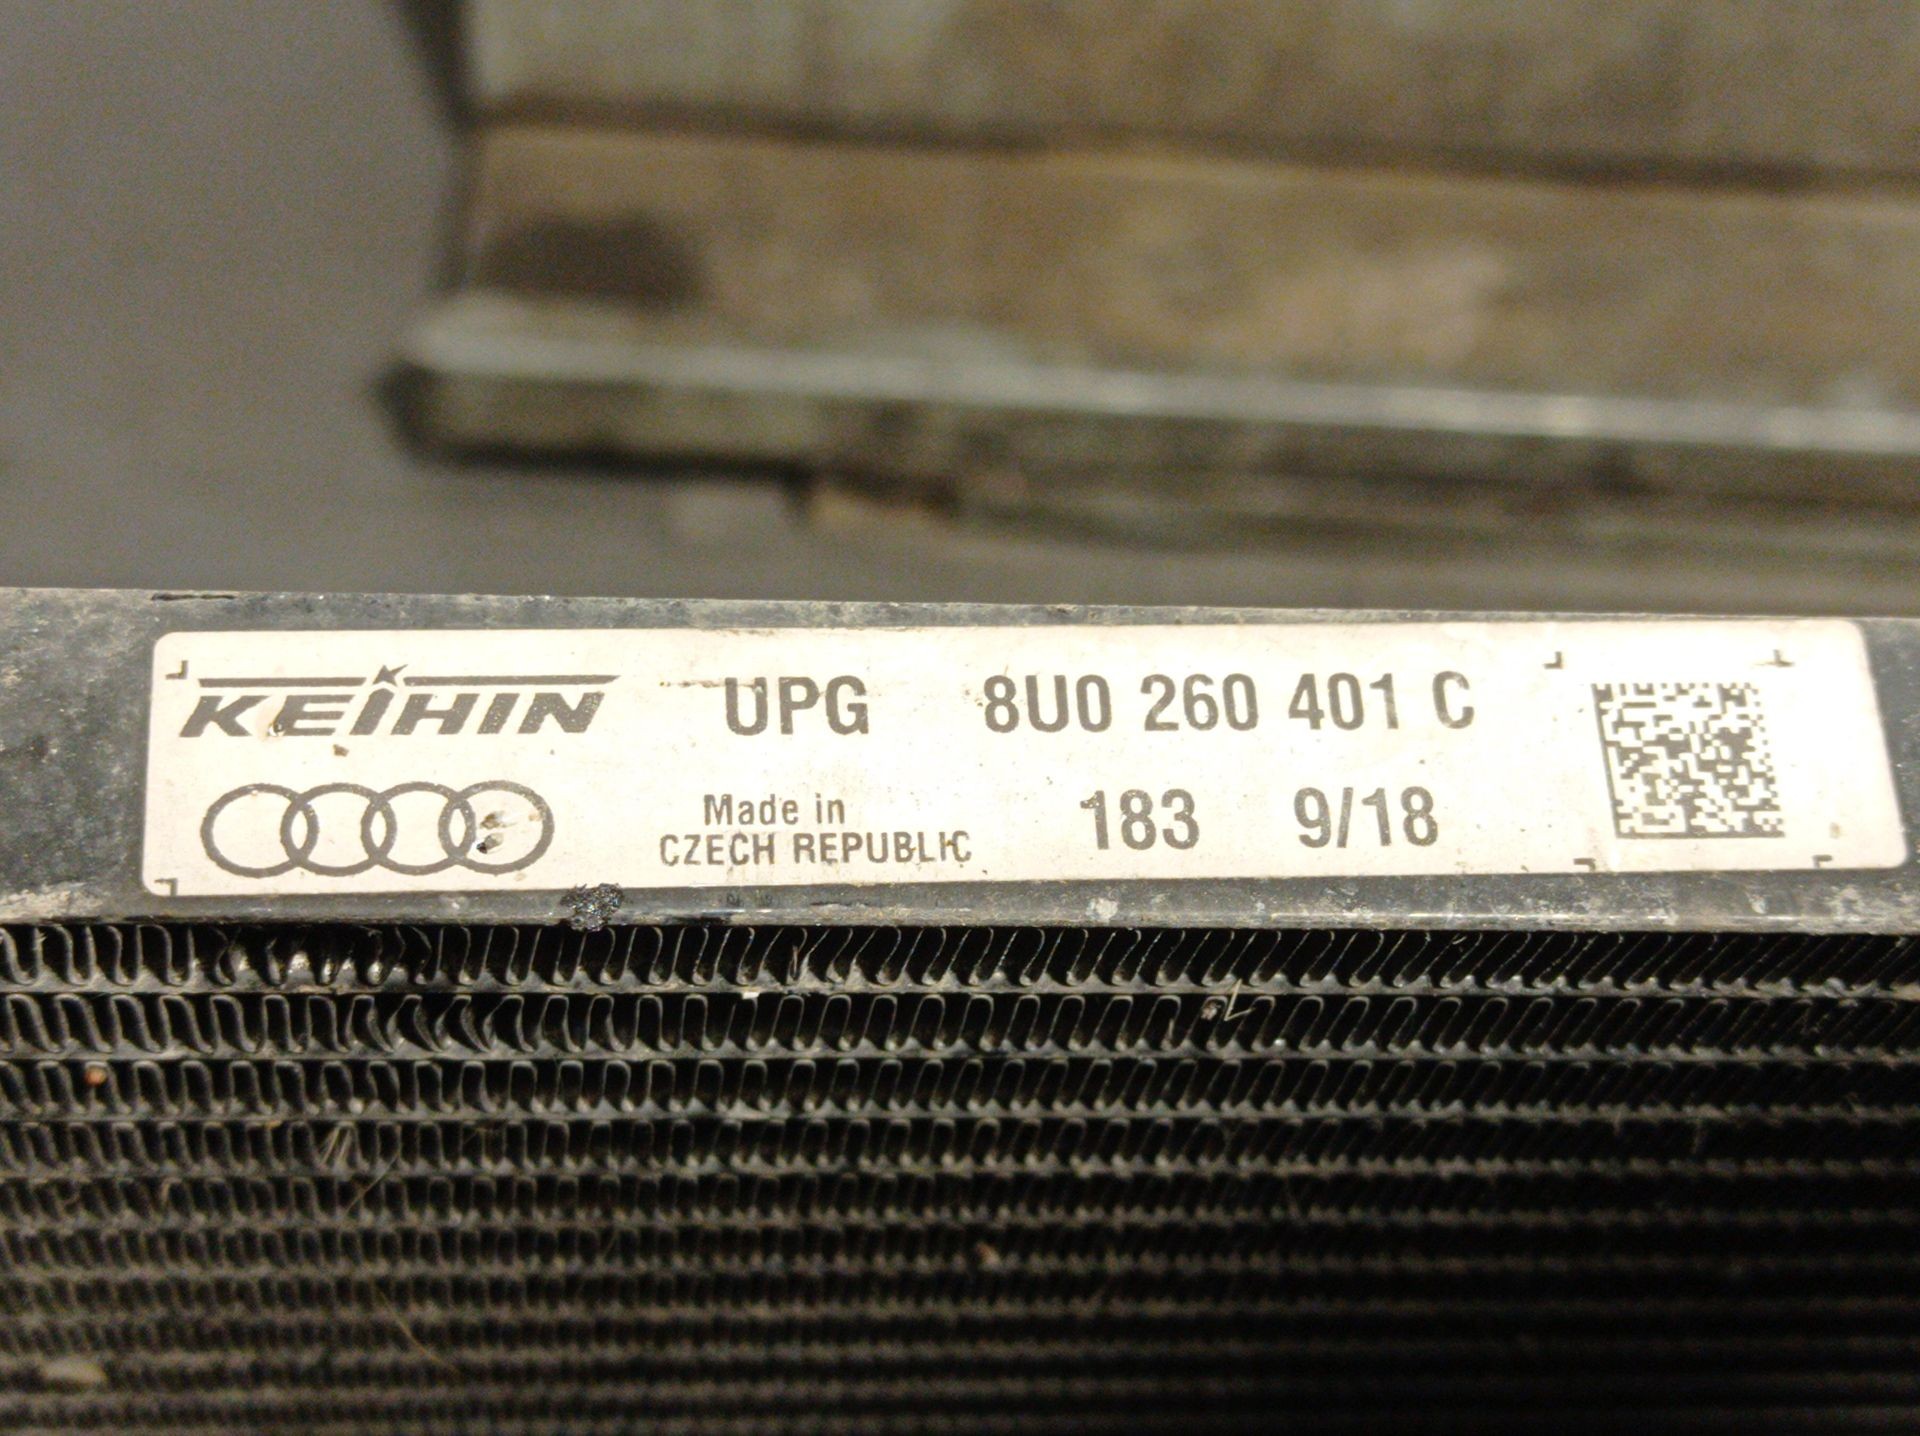 KEIHIN UPG 8U0 260 401 C
Made in
CZECH REPUBLIC
183 9/18